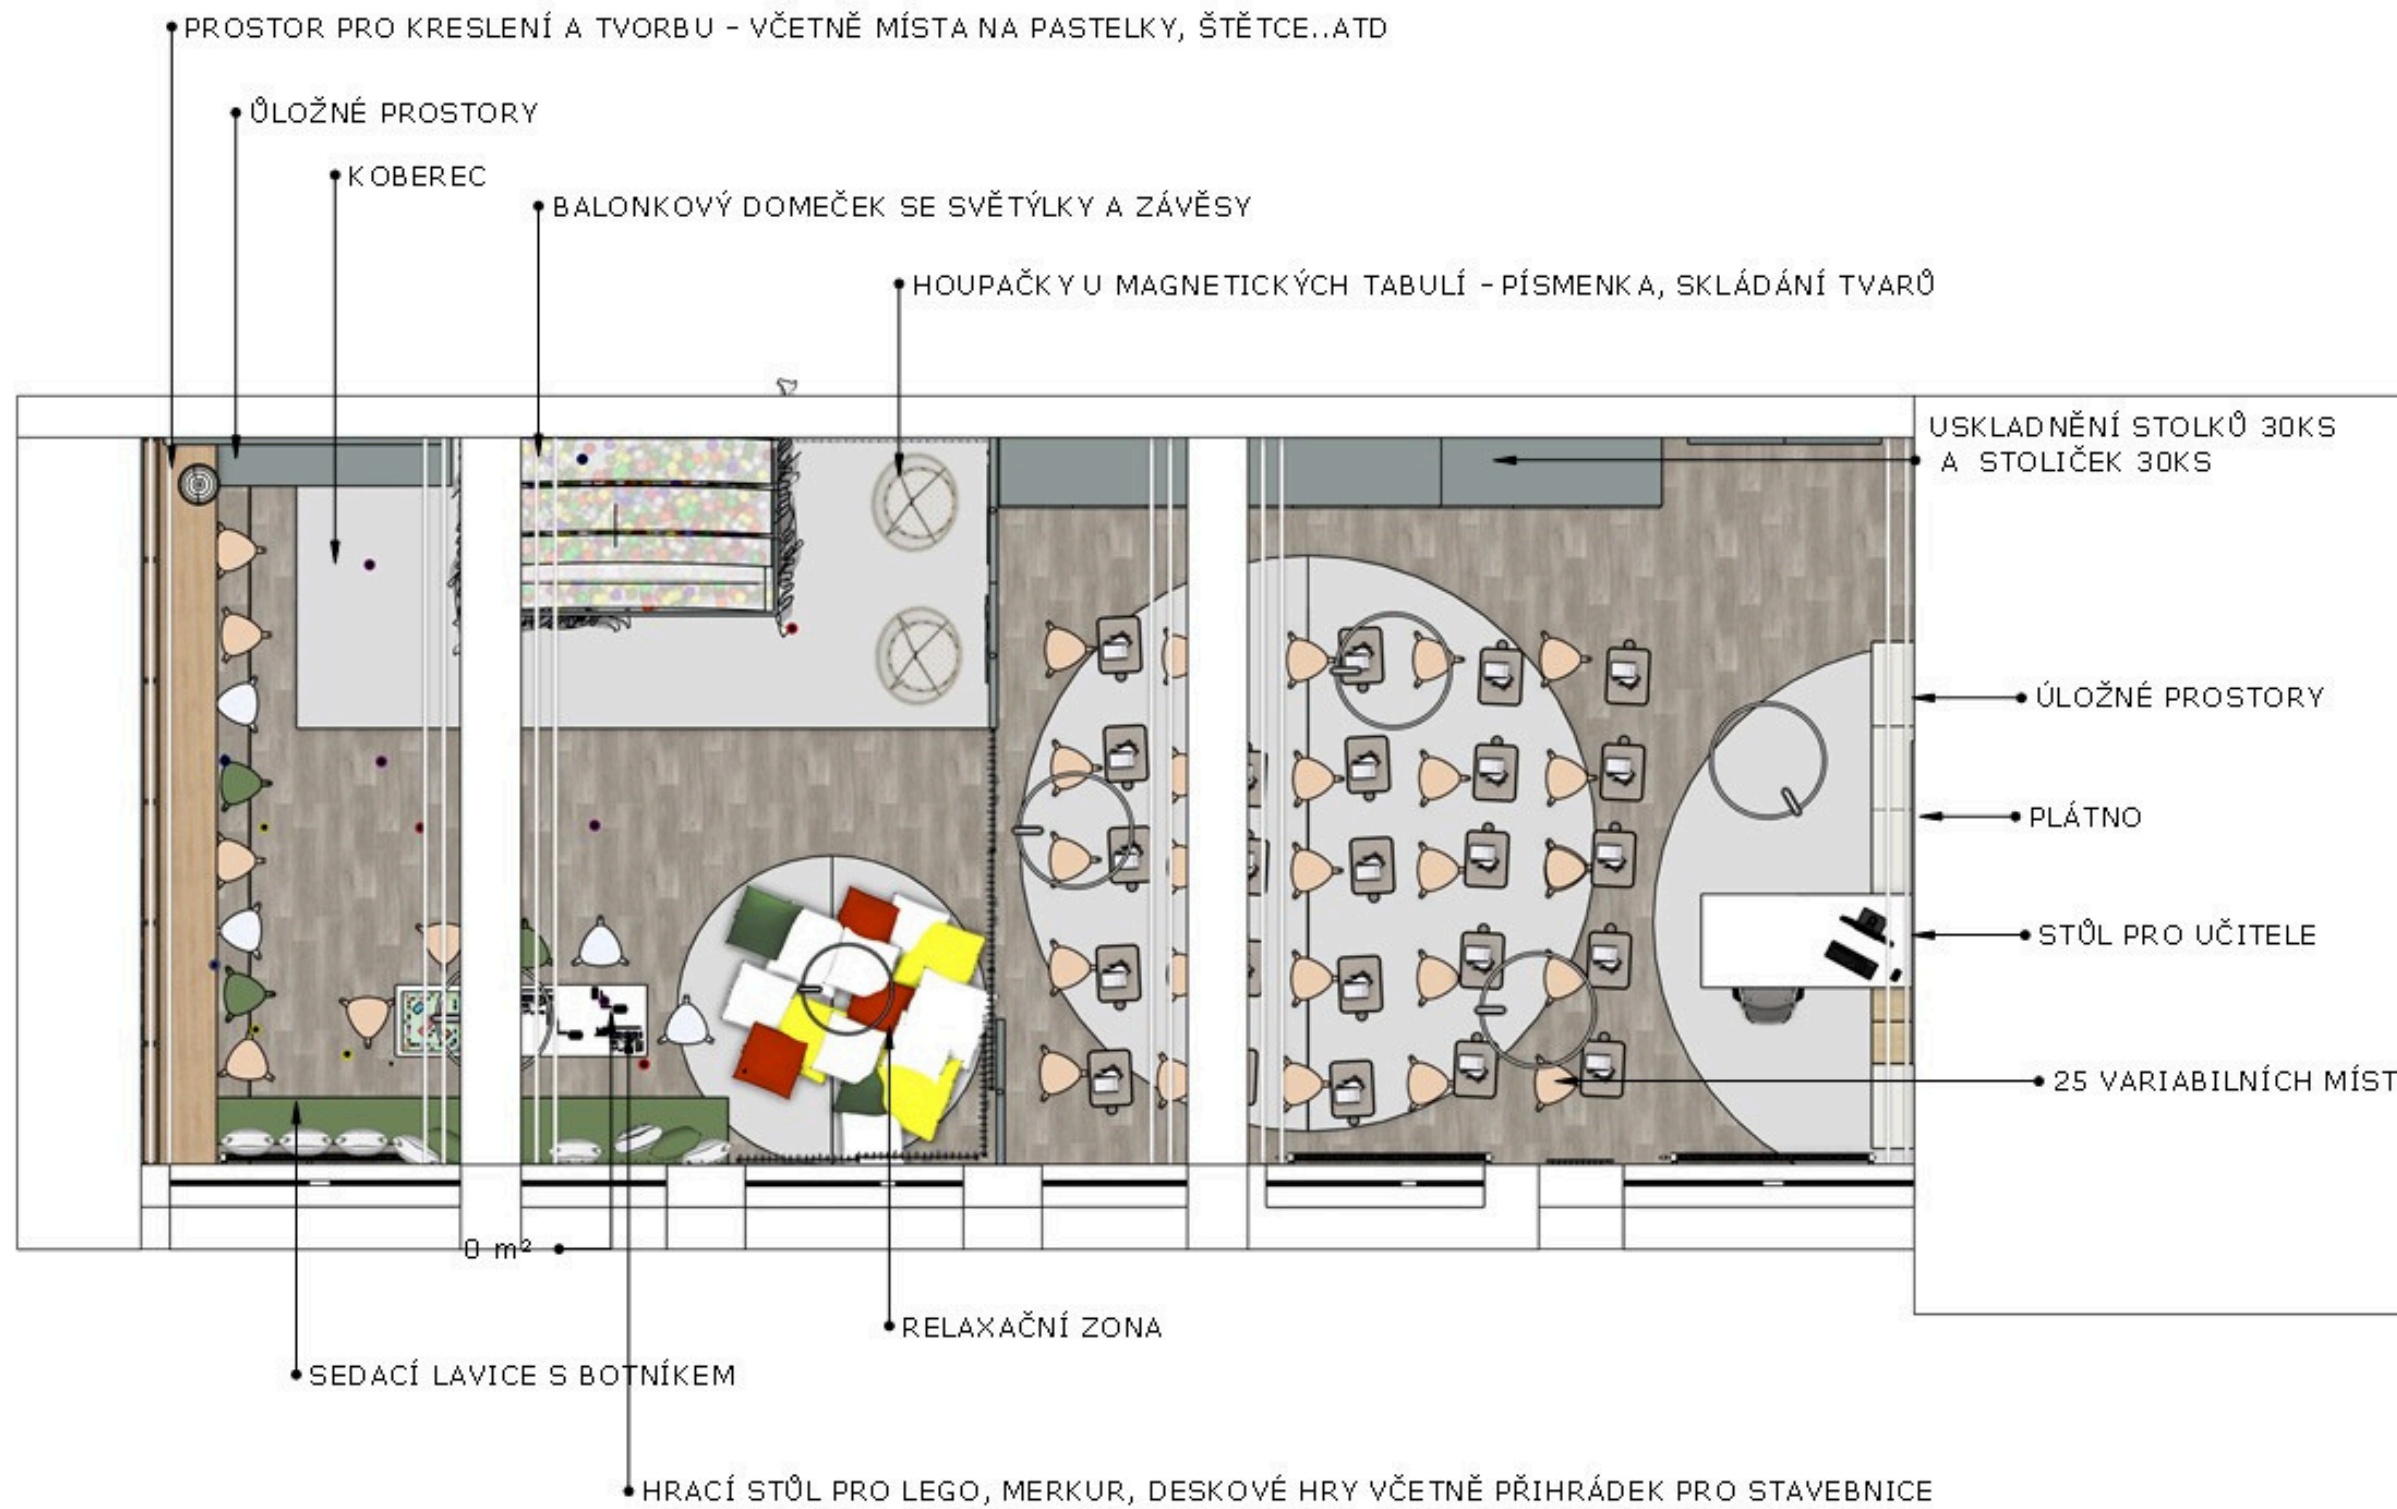 PROSTOR PRO KRESLENÍ A TVORBU - VČETNĚ MÍSTA NA PASTELKY, ŠTĚTCE..ATD
ŮLOŽNÉ PROSTORY
KOBEREC
BALONKOVÝ DOMEČEK SE SVĚTÝLKY A ZÁVĚSY
HOUPAČKY U MAGNETICKÝCH TABULÍ - PÍSMENKA, SKLÁDÁNÍ TVARŮ
USKLADNĚNÍ STOLKŮ 30KS
A STOLIČEK 30KS
ÚLOŽNÉ PROSTORY
PLÁTNO
STŮL PRO UČITELE
25 VARIABILNÍCH MÍST
0 m²
RELAXAČNÍ ZONA
SEDACÍ LAVICE S BOTNÍKEM
HRACÍ STŮL PRO LEGO, MERKUR, DESKOVÉ HRY VČETNĚ PŘIHRÁDEK PRO STAVEBNICE